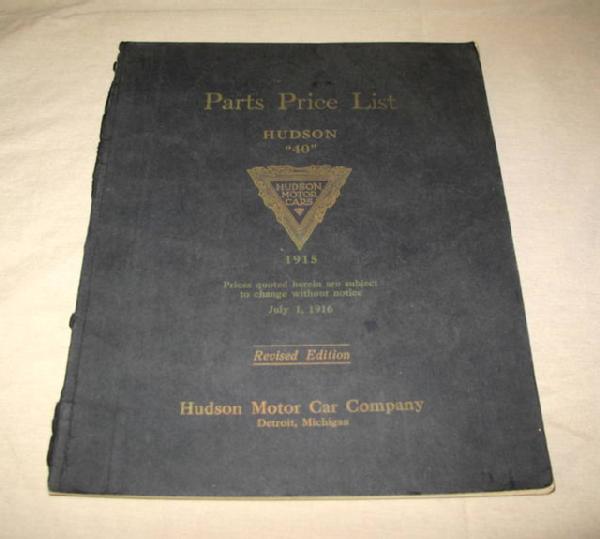 Parts Price List
HUDSON
"40"
HUDSON
MOTOR
CARS
1915
Prices quoted herein are subject
to change without notice
July 1, 1916
Revised Edition
Hudson Motor Car Company
Detroit, Michigan